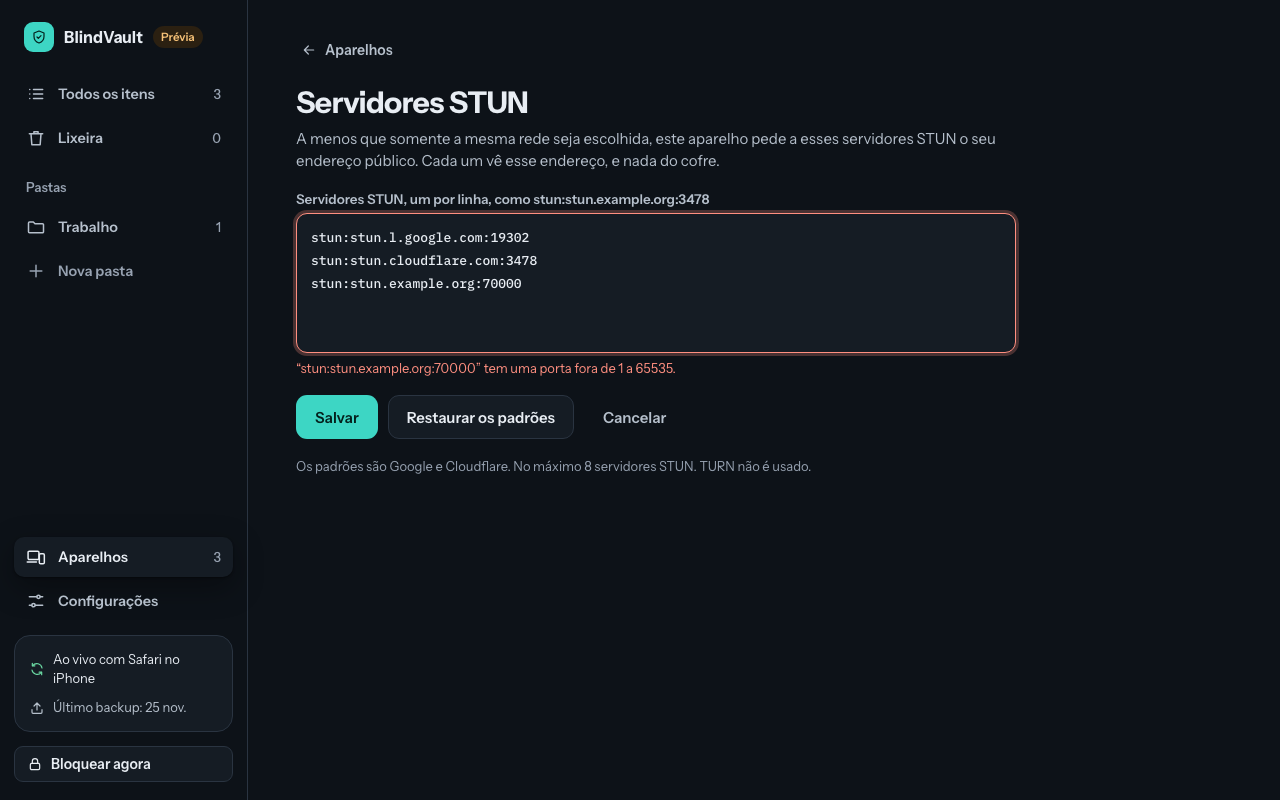 BlindVault Prévia
Todos os itens 3
Lixeira 0
Pastas
Trabalho 1
Nova pasta
Aparelhos 3
Configurações
Ao vivo com Safari no
iPhone
Último backup: 25 nov.
Bloquear agora
Aparelhos
Servidores STUN
A menos que somente a mesma rede seja escolhida, este aparelho pede a esses servidores STUN o seu
endereço público. Cada um vê esse endereço, e nada do cofre.
Servidores STUN, um por linha, como stun:stun.example.org:3478
stun:stun.l.google.com:19302
stun:stun.cloudflare.com:3478
stun:stun.example.org:70000
“stun:stun.example.org:70000” tem uma porta fora de 1 a 65535.
Salvar Restaurar os padrões Cancelar
Os padrões são Google e Cloudflare. No máximo 8 servidores STUN. TURN não é usado.